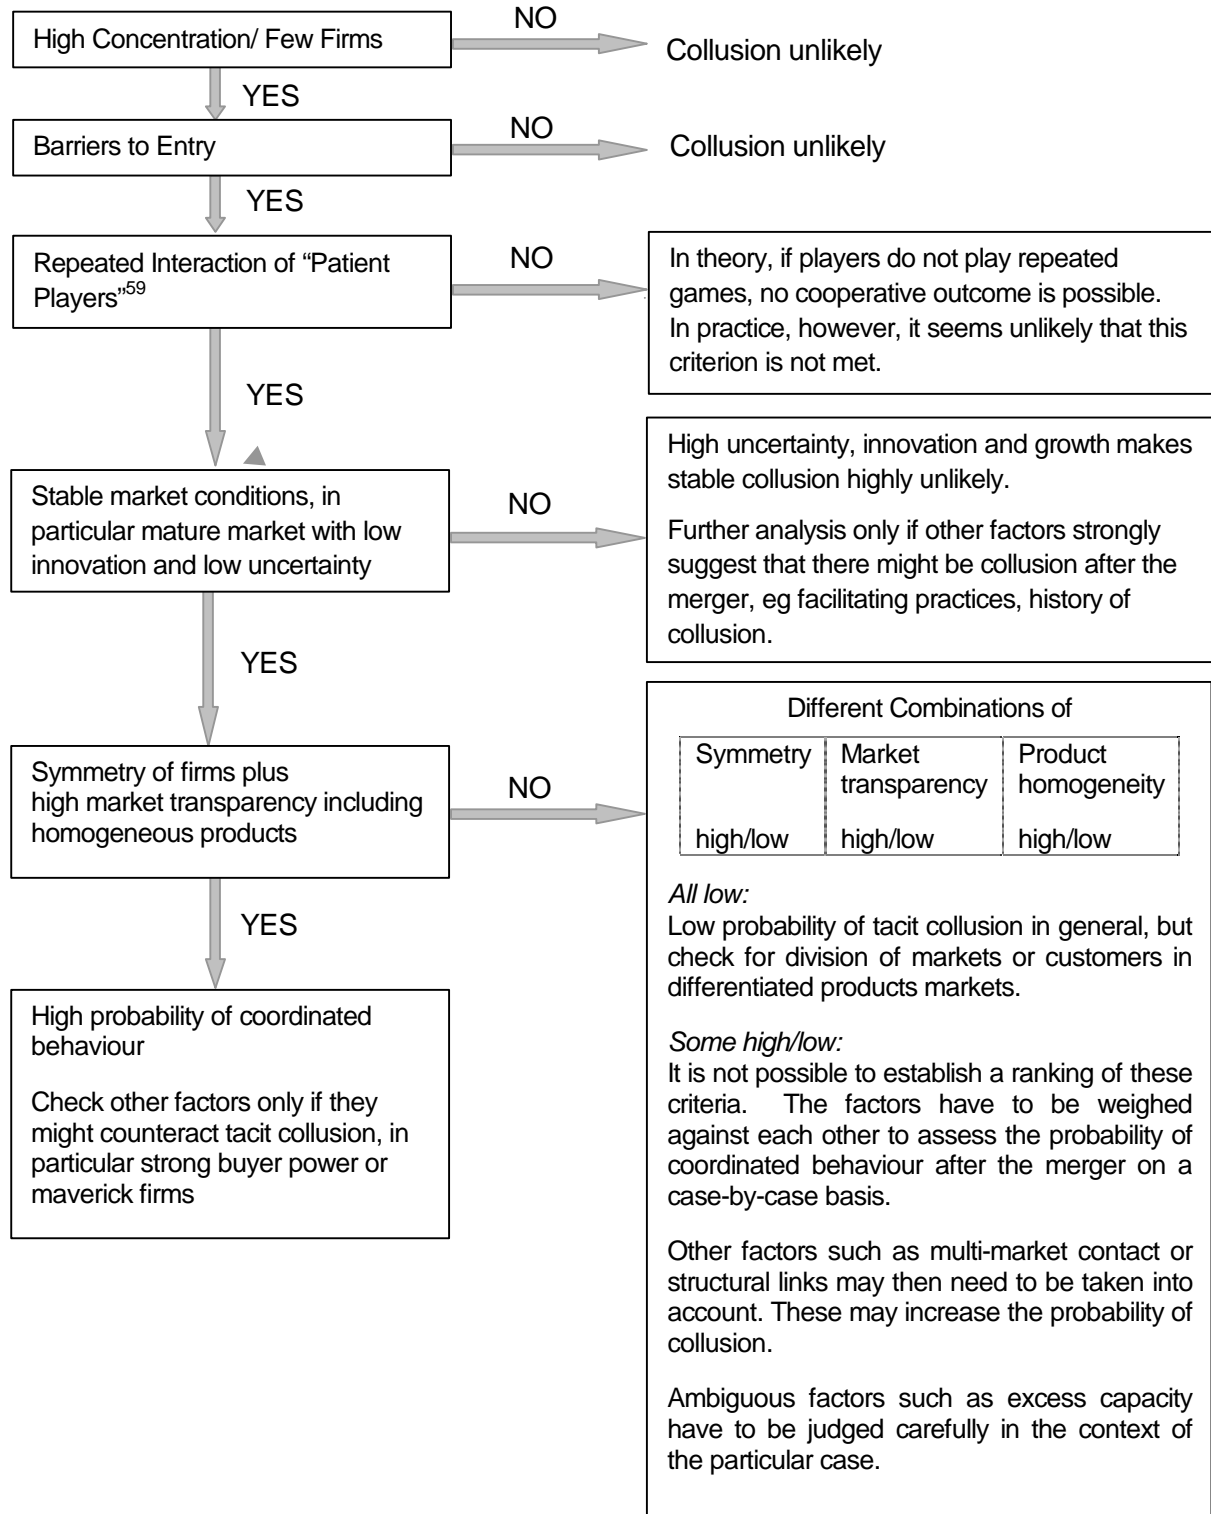 High Concentration/ Few Firms
NO
Collusion unlikely
YES
Barriers to Entry
NO
Collusion unlikely
YES
Repeated Interaction of “Patient
Players”59
NO
In theory, if players do not play repeated
games, no cooperative outcome is possible.
In practice, however, it seems unlikely that this
criterion is not met.
YES
Stable market conditions, in
particular mature market with low
innovation and low uncertainty
NO
High uncertainty, innovation and growth makes
stable collusion highly unlikely.
Further analysis only if other factors strongly
suggest that there might be collusion after the
merger, eg facilitating practices, history of
collusion.
YES
Symmetry of firms plus
high market transparency including
homogeneous products
NO
Different Combinations of
Symmetry
high/low
Market
transparency
high/low
Product
homogeneity
high/low
All low:
Low probability of tacit collusion in general, but
check for division of markets or customers in
differentiated products markets.
Some high/low:
It is not possible to establish a ranking of these
criteria. The factors have to be weighed
against each other to assess the probability of
coordinated behaviour after the merger on a
case-by-case basis.
Other factors such as multi-market contact or
structural links may then need to be taken into
account. These may increase the probability of
collusion.
Ambiguous factors such as excess capacity
have to be judged carefully in the context of
the particular case.
YES
High probability of coordinated
behaviour
Check other factors only if they
might counteract tacit collusion, in
particular strong buyer power or
maverick firms